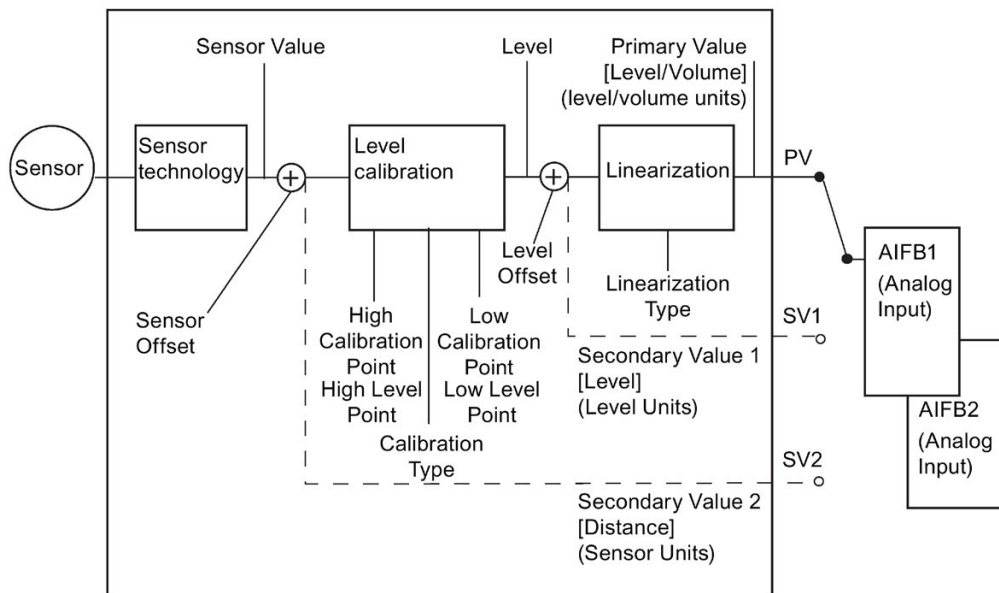 Sensor Value
Level
Primary Value
[Level/Volume]
(level/volume units)
Sensor
Sensor
technology
+
Level
calibration
+
Linearization
PV
AIFB1
(Analog
Input)
Level
Offset
Linearization
Type
Sensor
Offset
High
Calibration
Point
High Level
Point
Low
Calibration
Point
Low Level
Point
Calibration
Type
SV1
Secondary Value 1
[Level]
(Level Units)
AIFB2
(Analog
Input)
SV2
Secondary Value 2
[Distance]
(Sensor Units)